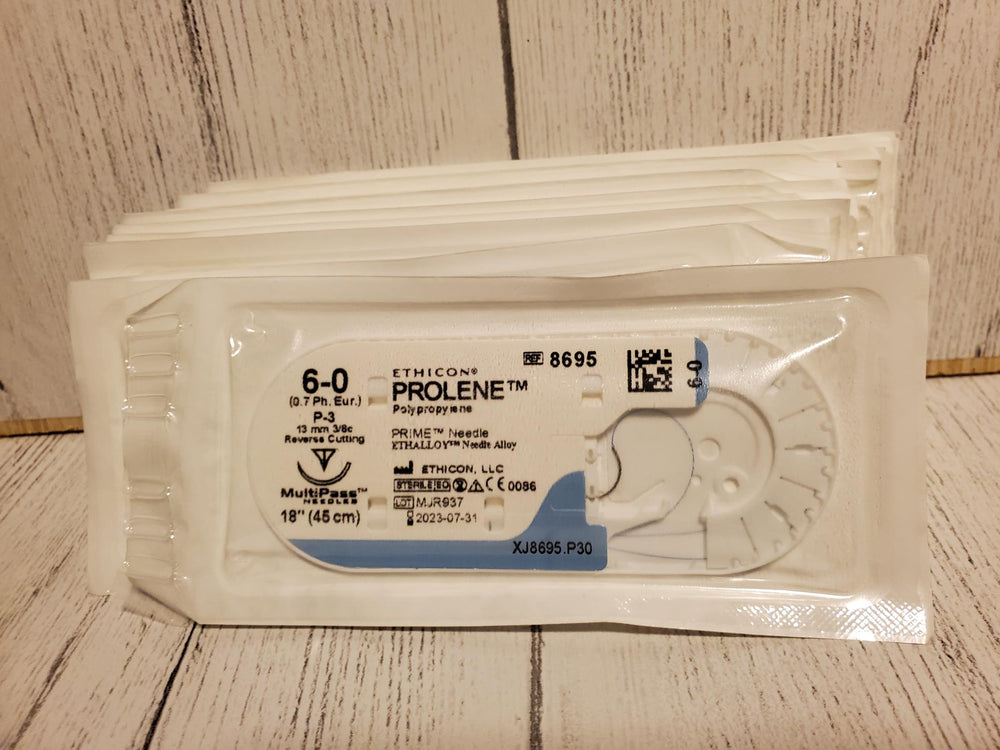 6-0
(0.7 Ph. Eur.)
P-3
13 mm 3/8c
Reverse Cutting
MultiPass™
NEEDLES
18" (45 cm)
REF 8695
ETHICON®
PROLENE™
Polypropylene
PRIME™ Needle
ETHALLOY™ Needle Alloy
ETHICON, LLC
STERILE EO 2 CE 0086
LOT MJR937
2023-07-31
XJ8695.P30
6-0